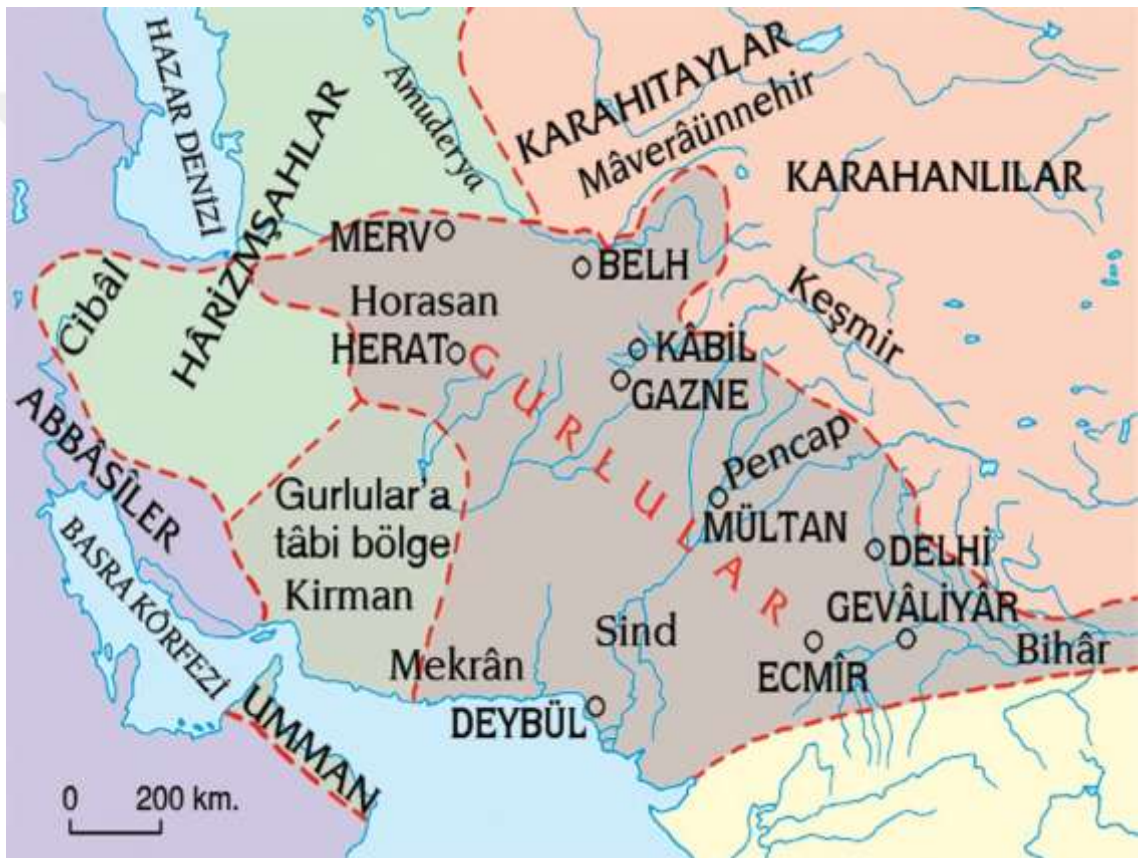 HAZAR DENİZİ
HÂRİZMŞAHLAR
Amuderya
KARAHITAYLAR
Mâverâünnehir
KARAHANLILAR
MERV
BELH
Cibâl
Horasan
Keşmir
HERAT
KÂBİL
GAZNE
GURLULAR
ABBÂSÎLER
Pencap
Gurlular'a
tâbi bölge
Kirman
MÜLTAN
DELHİ
BASRA KÖRFEZİ
GEVÂLİYÂR
Sind
Bihâr
Mekrân
ECMÎR
UMMAN
DEYBÜL
0 200 km.